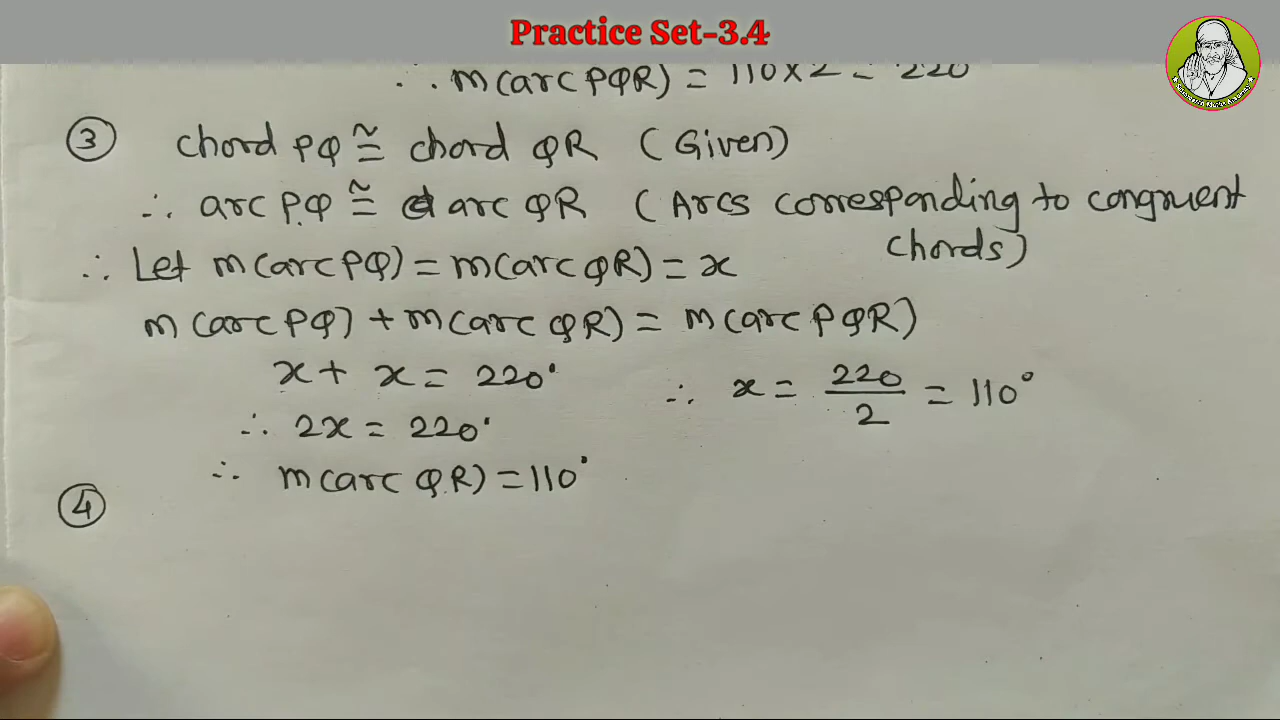 Practice Set-3.4
∴ m(arc PQR) = 110 × 2 = 220
③ chord PQ ≅ chord QR (Given)
∴ arc PQ ≅ arc QR (Arcs corresponding to congruent
chords)
∴ Let m(arc PQ) = m(arc QR) = x
m(arc PQ) + m(arc QR) = m(arc PQR)
x + x = 220° ∴ x = 220/2 = 110°
∴ 2x = 220°
∴ m(arc QR) = 110°
④